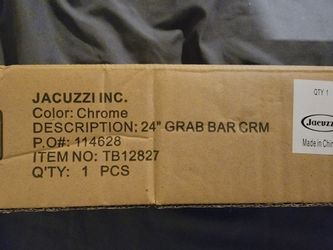 JACUZZI INC.
Color: Chrome
DESCRIPTION: 24" GRAB BAR CRM
P.O#: 114628
ITEM NO: TB12827
Q'TY: 1 PCS
QTY 1
Jacuzzi
Made in Chin